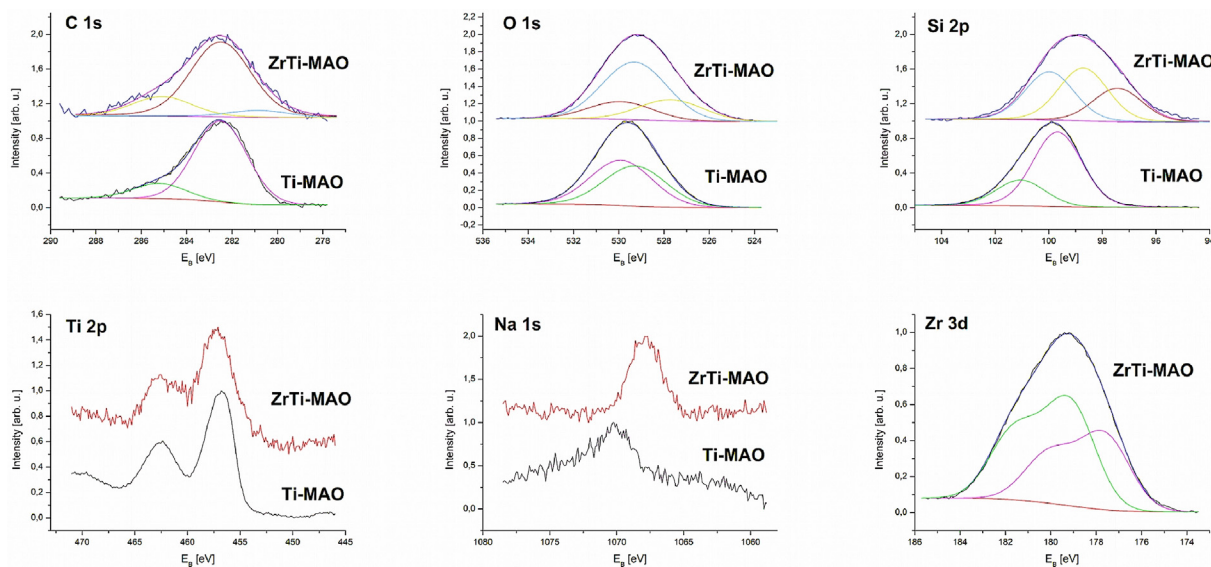 C 1s
2,0
1,6
1,2
0,8
0,4
0,0
Intensity [arb. u.]
ZrTi-MAO
Ti-MAO
290 288 286 284 282 280 278
E_B [eV]
O 1s
2,0
1,8
1,6
1,4
1,2
1,0
0,8
0,6
0,4
0,2
0,0
-0,2
Intensity [arb. u.]
ZrTi-MAO
Ti-MAO
536 534 532 530 528 526 524
E_B [eV]
Si 2p
2,0
1,6
1,2
0,8
0,4
0,0
Intensity [arb. u.]
ZrTi-MAO
Ti-MAO
104 102 100 98 96 94
E_B [eV]
Ti 2p
1,6
1,4
1,2
1,0
0,8
0,6
0,4
0,2
0,0
Intensity [arb. u.]
ZrTi-MAO
Ti-MAO
470 465 460 455 450 445
E_B [eV]
Na 1s
2,0
1,5
1,0
0,5
0,0
Intensity [arb. u.]
ZrTi-MAO
Ti-MAO
1080 1075 1070 1065 1060
E_B [eV]
Zr 3d
1,0
0,8
0,6
0,4
0,2
0,0
Intensity [arb. u.]
ZrTi-MAO
186 184 182 180 178 176 174
E_B [eV]